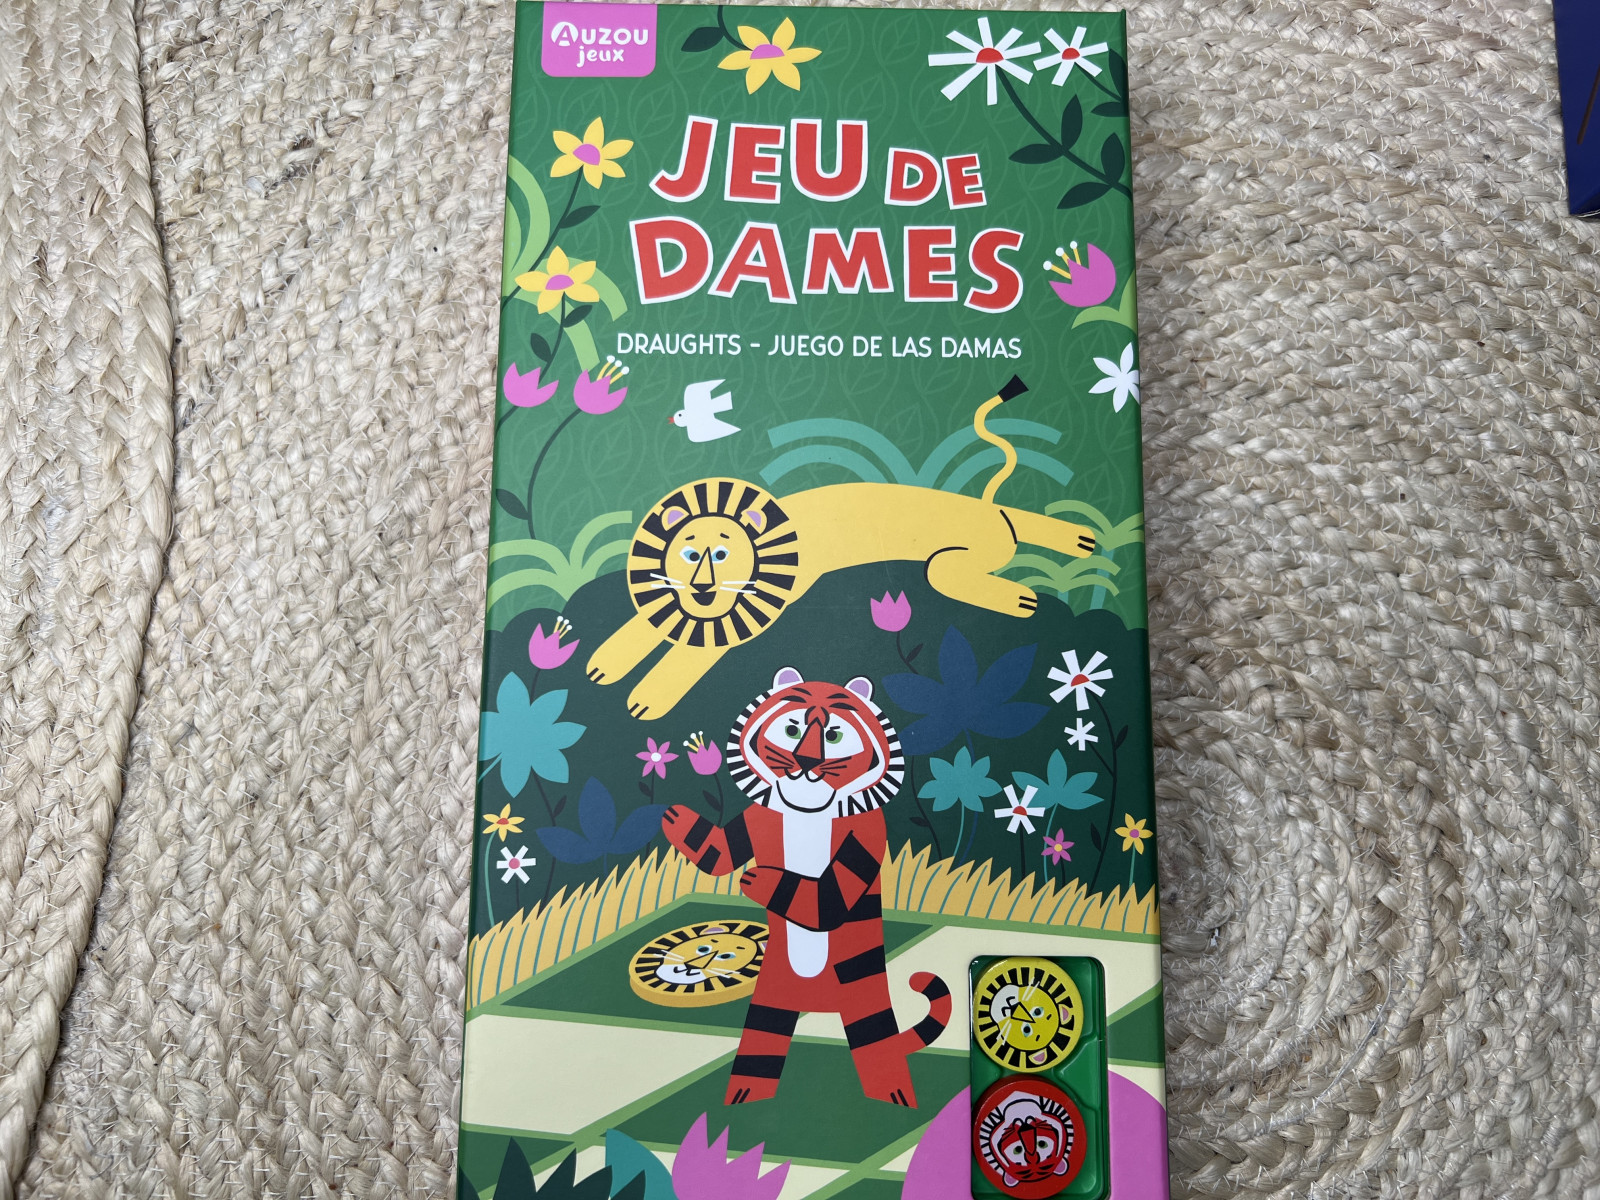 AUZOU
jeux
JEU DE
DAMES
DRAUGHTS - JUEGO DE LAS DAMAS